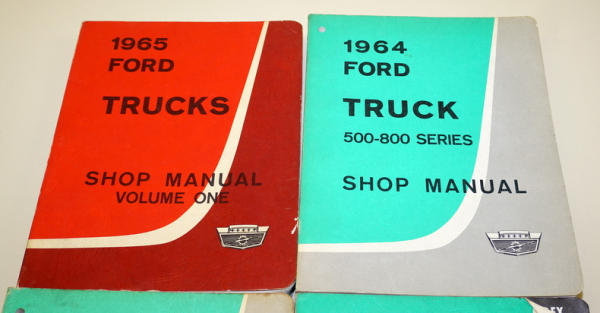 1965
FORD
TRUCKS
SHOP MANUAL
VOLUME ONE
1964
FORD
TRUCK
500-800 SERIES
SHOP MANUAL